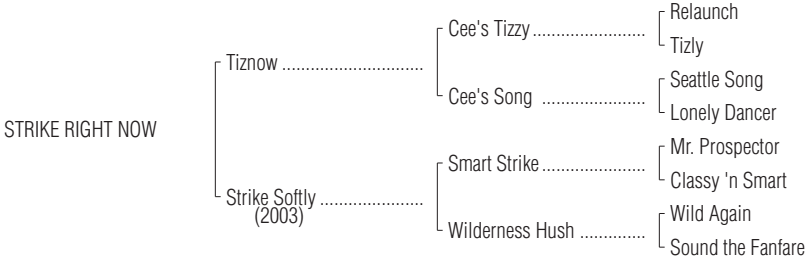 Relaunch
Cee's Tizzy ........................
Tizly
Tiznow ..............................
Seattle Song
Cee's Song ......................
Lonely Dancer
STRIKE RIGHT NOW
Mr. Prospector
Smart Strike......................
Classy 'n Smart
Strike Softly ......................
(2003)
Wild Again
Wilderness Hush ..............
Sound the Fanfare